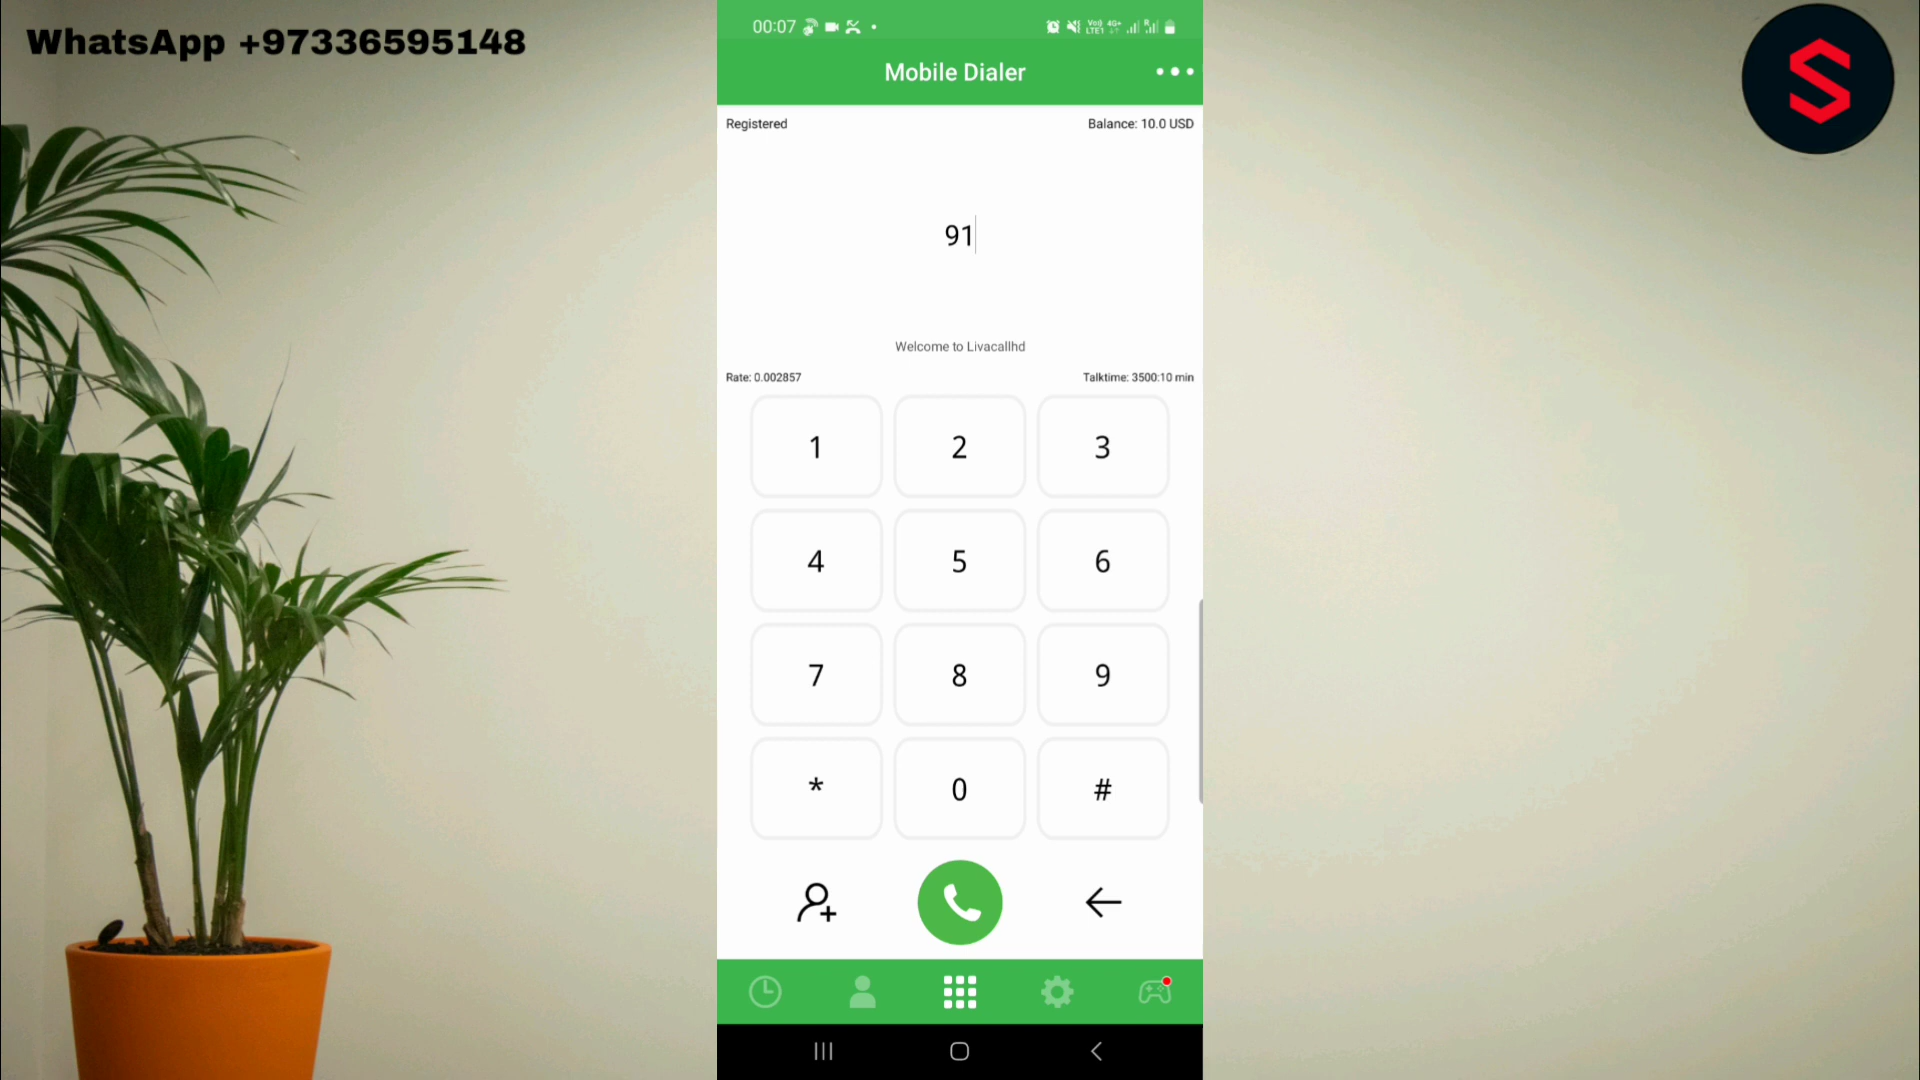 WhatsApp +97336595148
00:07
Mobile Dialer
Registered
Balance: 10.0 USD
91
Welcome to Livacallhd
Rate: 0.002857
Talktime: 3500:10 min
1 2 3
4 5 6
7 8 9
* 0 #